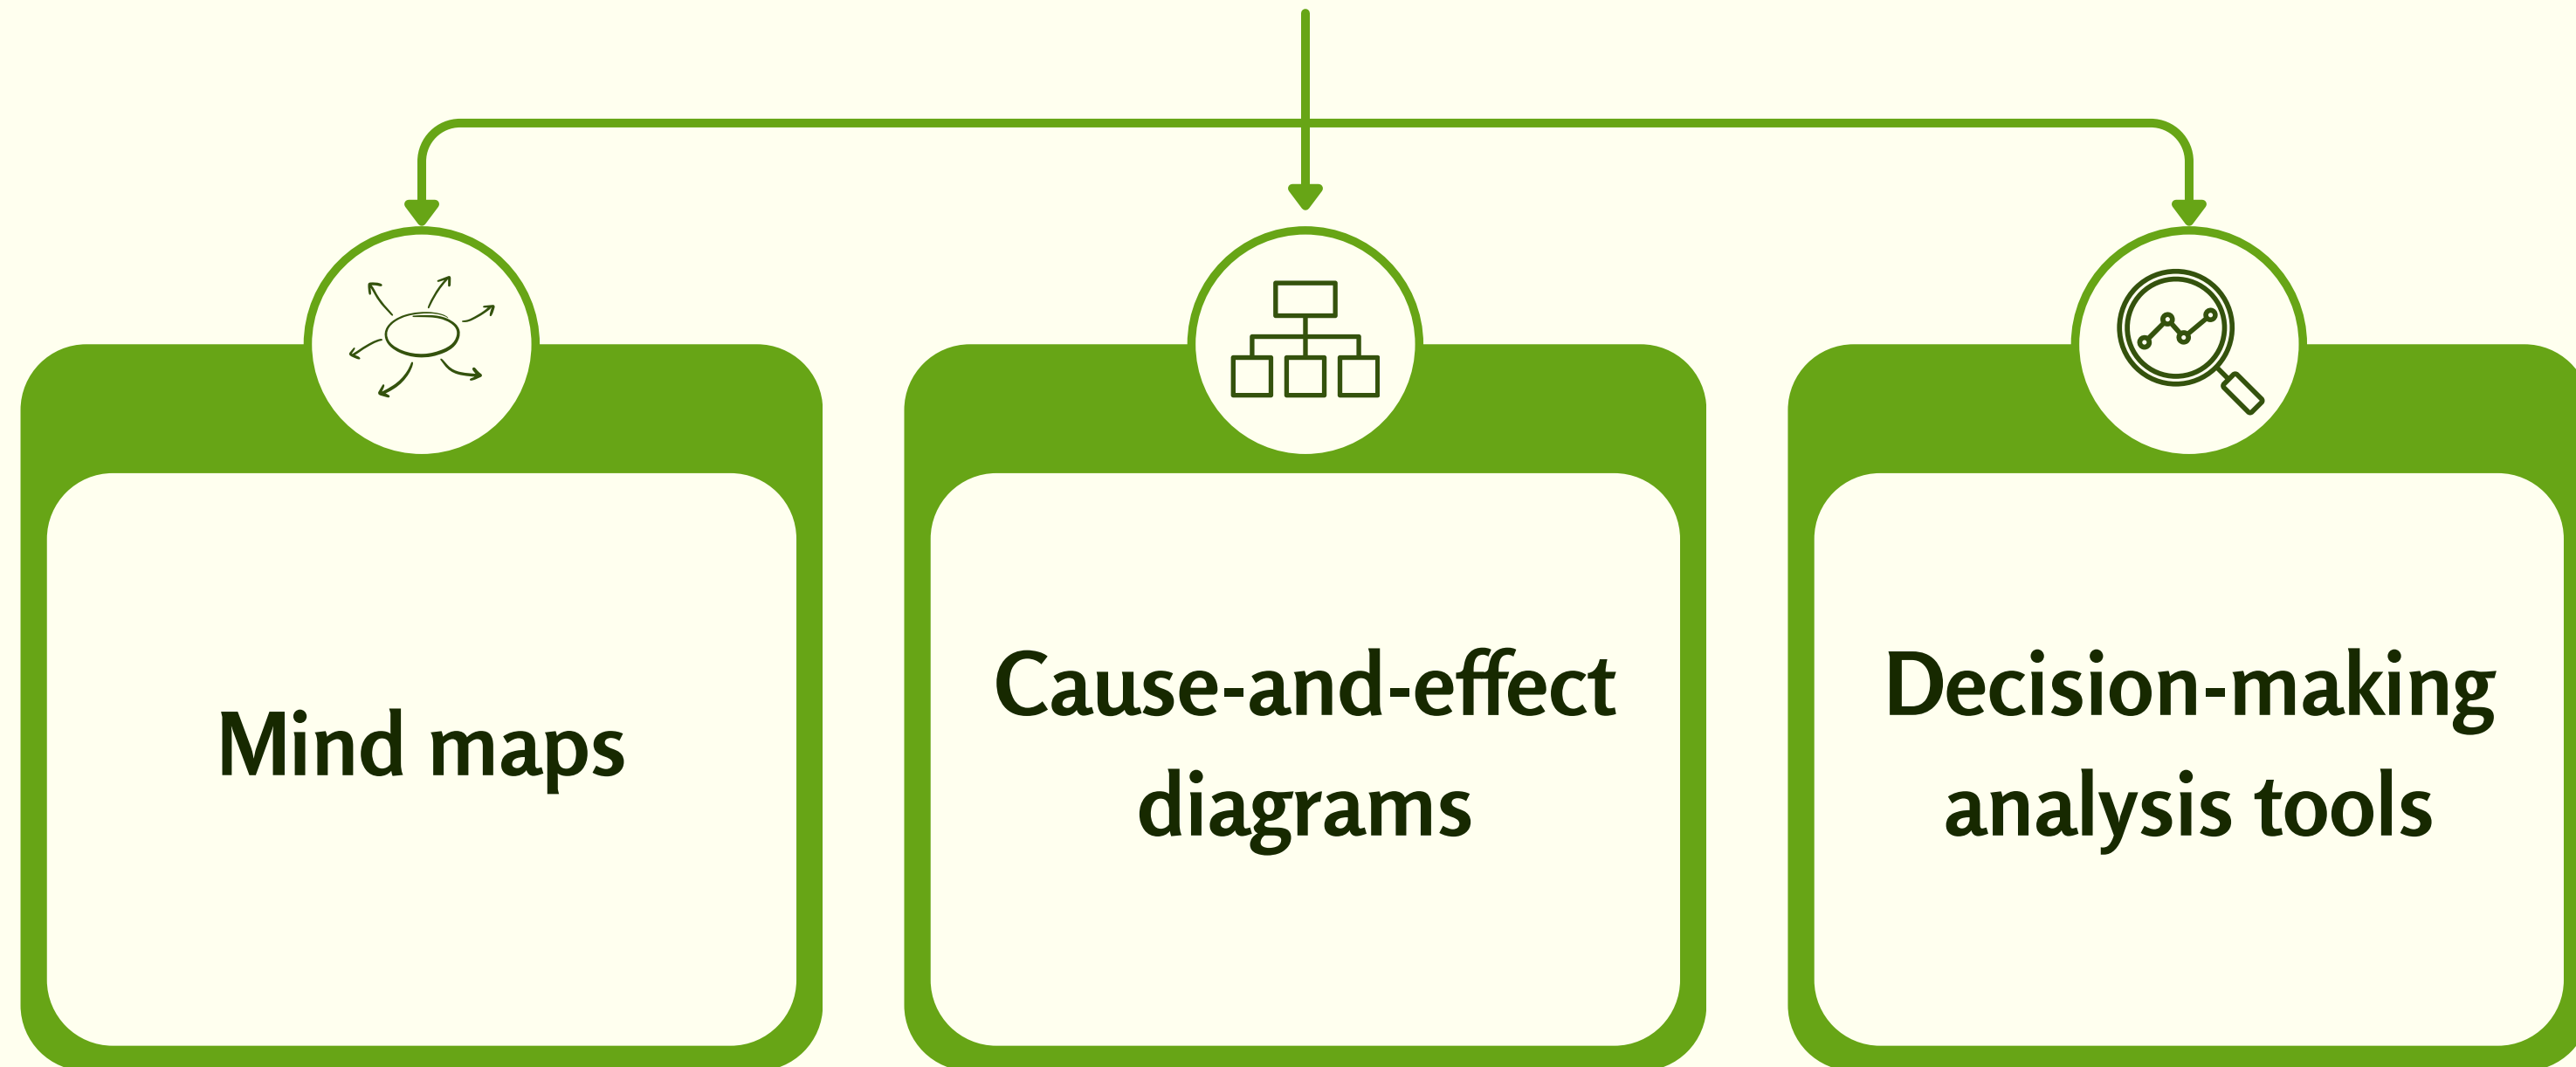 Mind maps
Cause-and-effect
diagrams
Decision-making
analysis tools